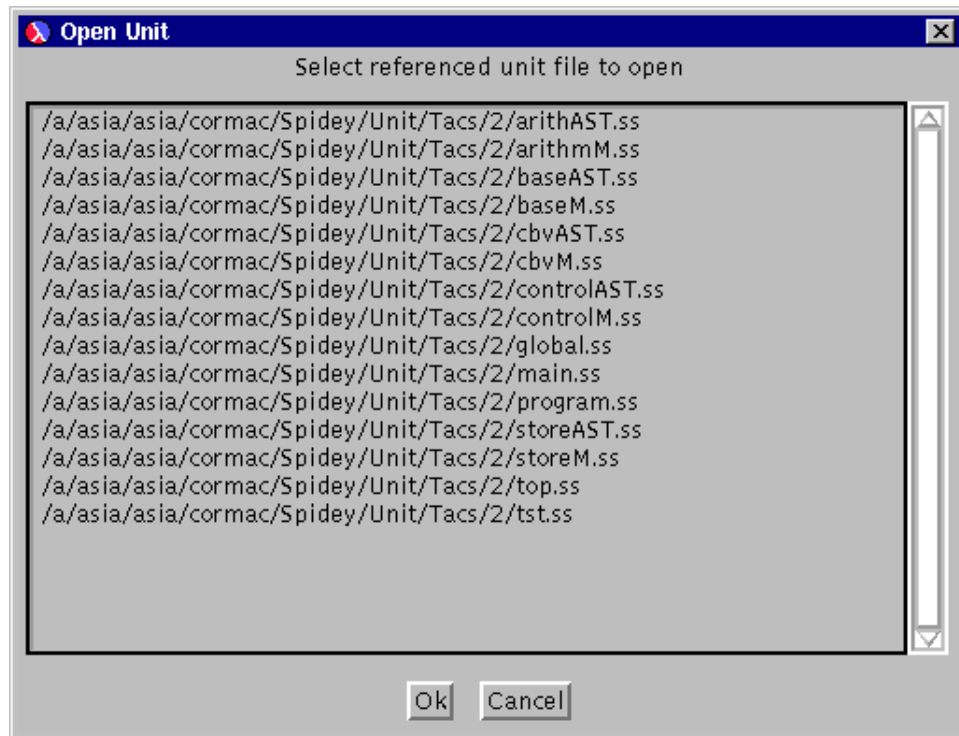 Open Unit
Select referenced unit file to open
/a/asia/asia/cormac/Spidey/Unit/Tacs/2/arithAST.ss
/a/asia/asia/cormac/Spidey/Unit/Tacs/2/arithmM.ss
/a/asia/asia/cormac/Spidey/Unit/Tacs/2/baseAST.ss
/a/asia/asia/cormac/Spidey/Unit/Tacs/2/baseM.ss
/a/asia/asia/cormac/Spidey/Unit/Tacs/2/cbvAST.ss
/a/asia/asia/cormac/Spidey/Unit/Tacs/2/cbvM.ss
/a/asia/asia/cormac/Spidey/Unit/Tacs/2/controlAST.ss
/a/asia/asia/cormac/Spidey/Unit/Tacs/2/controlM.ss
/a/asia/asia/cormac/Spidey/Unit/Tacs/2/global.ss
/a/asia/asia/cormac/Spidey/Unit/Tacs/2/main.ss
/a/asia/asia/cormac/Spidey/Unit/Tacs/2/program.ss
/a/asia/asia/cormac/Spidey/Unit/Tacs/2/storeAST.ss
/a/asia/asia/cormac/Spidey/Unit/Tacs/2/storeM.ss
/a/asia/asia/cormac/Spidey/Unit/Tacs/2/top.ss
/a/asia/asia/cormac/Spidey/Unit/Tacs/2/tst.ss
Ok Cancel